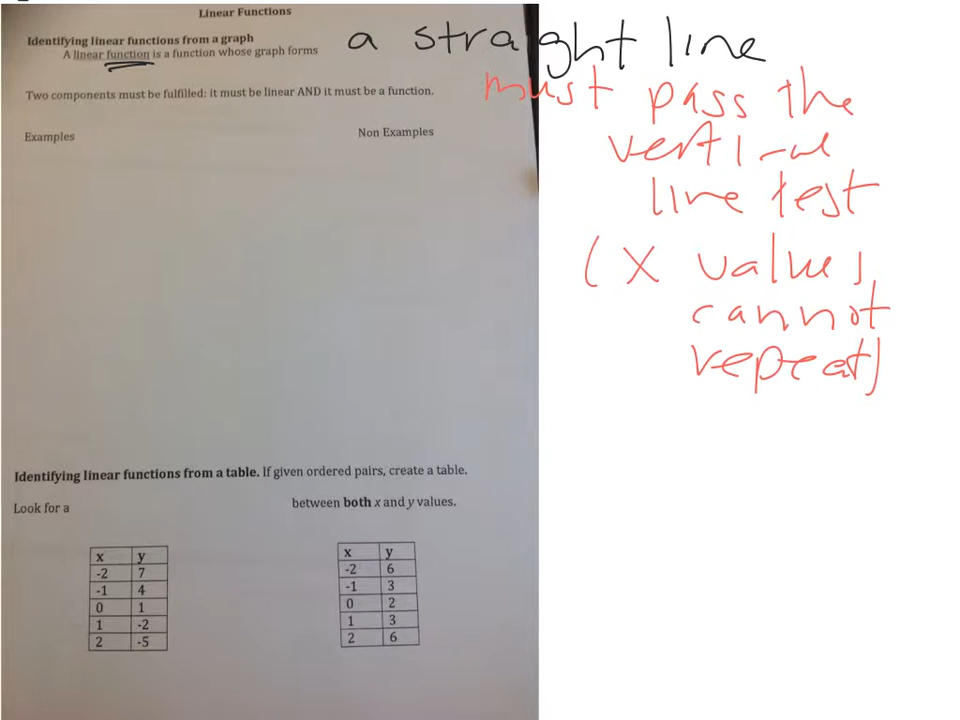 Linear Functions
Identifying linear functions from a graph
A linear function is a function whose graph forms a straight line
must pass the
vertical
line test
(x values
cannot
repeat)
Two components must be fulfilled: it must be linear AND it must be a function.
Examples Non Examples
Identifying linear functions from a table. If given ordered pairs, create a table.
Look for a between both x and y values.
x y x y
-2 7 -2 6
-1 4 -1 3
0 1 0 2
1 -2 1 3
2 -5 2 6